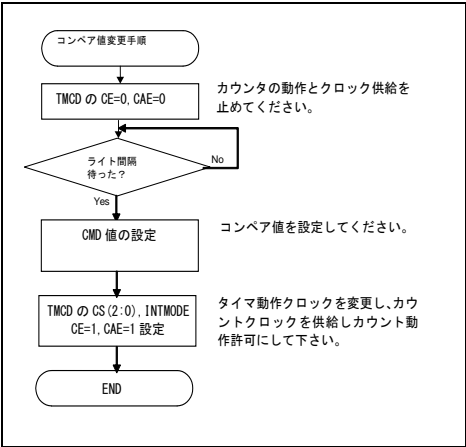 コンペア値変更手順
TMCD の CE=0, CAE=0
カウンタの動作とクロック供給を
止めてください。
ライト間隔
待った？
No
Yes
CMD 値の設定
コンペア値を設定してください。
TMCD の CS(2:0), INTMODE
CE=1, CAE=1 設定
タイマ動作クロックを変更し、カウ
ントクロックを供給しカウント動
作許可にして下さい。
END